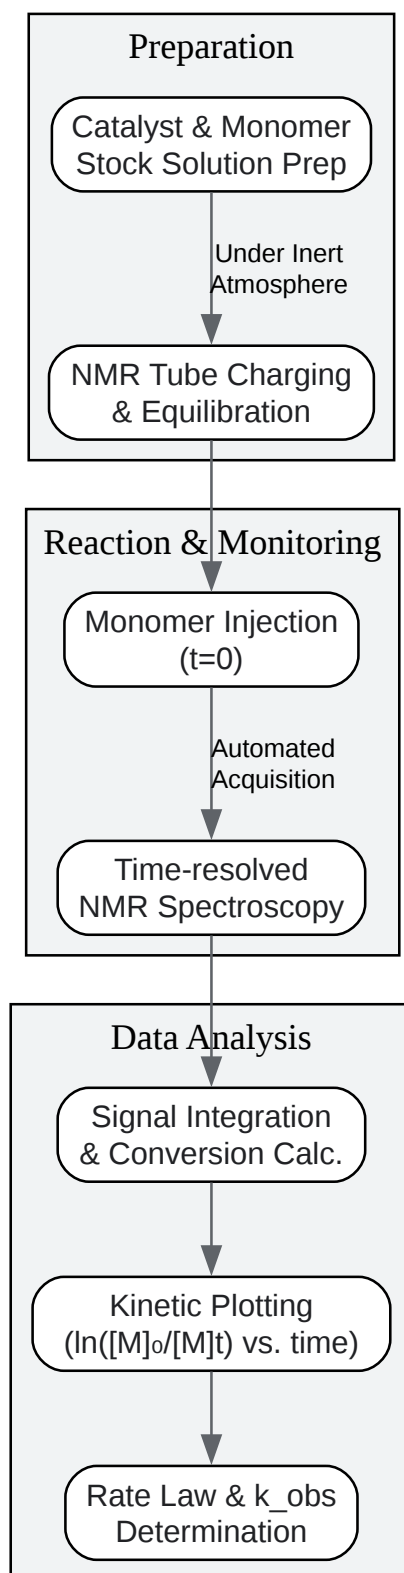 Preparation
Catalyst & Monomer
Stock Solution Prep
Under Inert
Atmosphere
NMR Tube Charging
& Equilibration
Reaction & Monitoring
Monomer Injection
(t=0)
Automated
Acquisition
Time-resolved
NMR Spectroscopy
Data Analysis
Signal Integration
& Conversion Calc.
Kinetic Plotting
(ln([M]₀/[M]t) vs. time)
Rate Law & k_obs
Determination